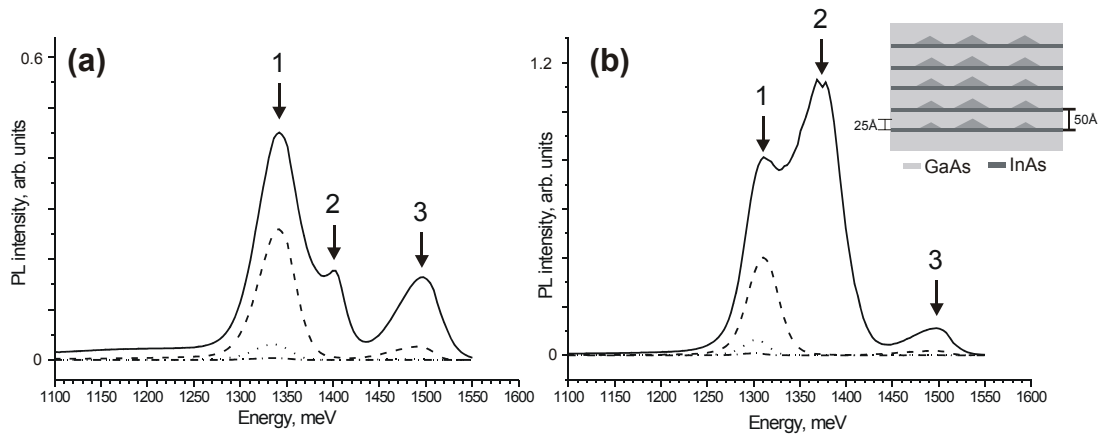 (a)
PL intensity, arb. units
0.6
0
1
2
3
1100 1150 1200 1250 1300 1350 1400 1450 1500 1550 1600
Energy, meV
(b)
PL intensity, arb. units
1.2
0
1
2
3
1100 1150 1200 1250 1300 1350 1400 1450 1500 1550 1600
Energy, meV
25Å
50Å
GaAs InAs